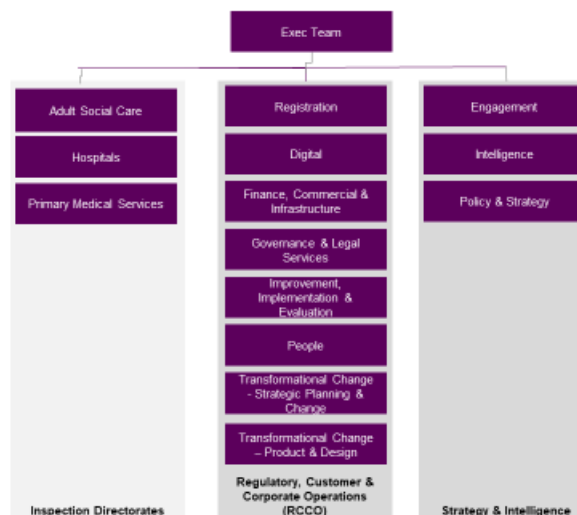 Exec Team
Adult Social Care
Hospitals
Primary Medical Services
Inspection Directorates
Registration
Digital
Finance, Commercial &
Infrastructure
Governance & Legal
Services
Improvement,
Implementation &
Evaluation
People
Transformational Change
- Strategic Planning &
Change
Transformational Change
– Product & Design
Regulatory, Customer &
Corporate Operations
(RCCO)
Engagement
Intelligence
Policy & Strategy
Strategy & Intelligence